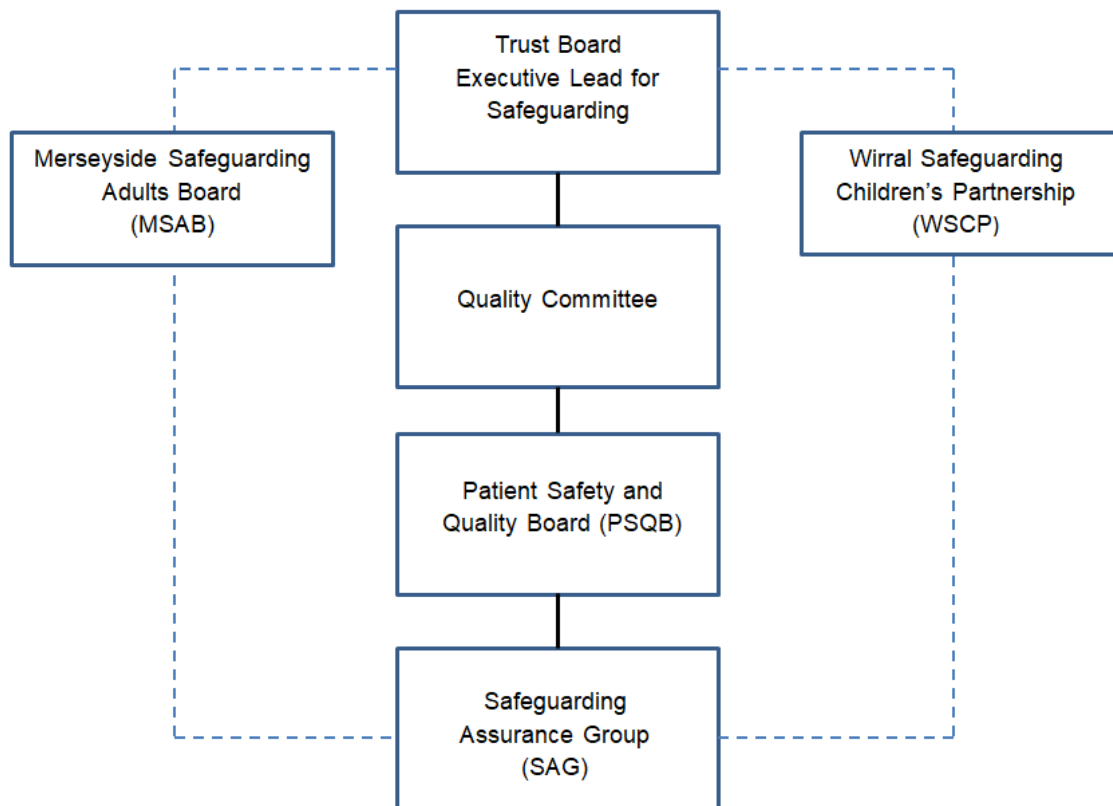 Trust Board
Executive Lead for
Safeguarding
Merseyside Safeguarding
Adults Board
(MSAB)
Wirral Safeguarding
Children’s Partnership
(WSCP)
Quality Committee
Patient Safety and
Quality Board (PSQB)
Safeguarding
Assurance Group
(SAG)